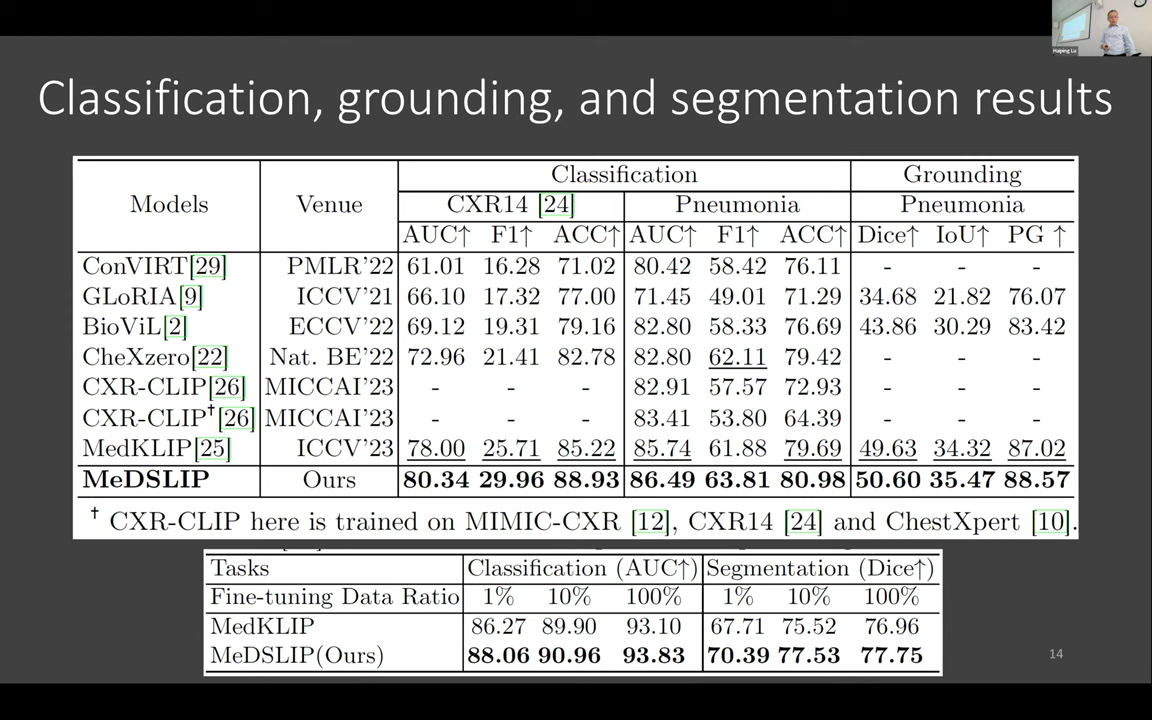 Haiping Lu
Classification, grounding, and segmentation results
Models Venue Classification Grounding
CXR14 [24] Pneumonia Pneumonia
AUC↑ F1↑ ACC↑ AUC↑ F1↑ ACC↑ Dice↑ IoU↑ PG ↑
ConVIRT[29] PMLR'22 61.01 16.28 71.02 80.42 58.42 76.11 - - -
GLoRIA[9] ICCV'21 66.10 17.32 77.00 71.45 49.01 71.29 34.68 21.82 76.07
BioViL[2] ECCV'22 69.12 19.31 79.16 82.80 58.33 76.69 43.86 30.29 83.42
CheXzero[22] Nat. BE'22 72.96 21.41 82.78 82.80 62.11 79.42 - - -
CXR-CLIP[26] MICCAI'23 - - - 82.91 57.57 72.93 - - -
CXR-CLIP†[26] MICCAI'23 - - - 83.41 53.80 64.39 - - -
MedKLIP[25] ICCV'23 78.00 25.71 85.22 85.74 61.88 79.69 49.63 34.32 87.02
MeDSLIP Ours 80.34 29.96 88.93 86.49 63.81 80.98 50.60 35.47 88.57
† CXR-CLIP here is trained on MIMIC-CXR [12], CXR14 [24] and ChestXpert [10].
Tasks Classification (AUC↑) Segmentation (Dice↑)
Fine-tuning Data Ratio 1% 10% 100% 1% 10% 100%
MedKLIP 86.27 89.90 93.10 67.71 75.52 76.96
MeDSLIP(Ours) 88.06 90.96 93.83 70.39 77.53 77.75
14